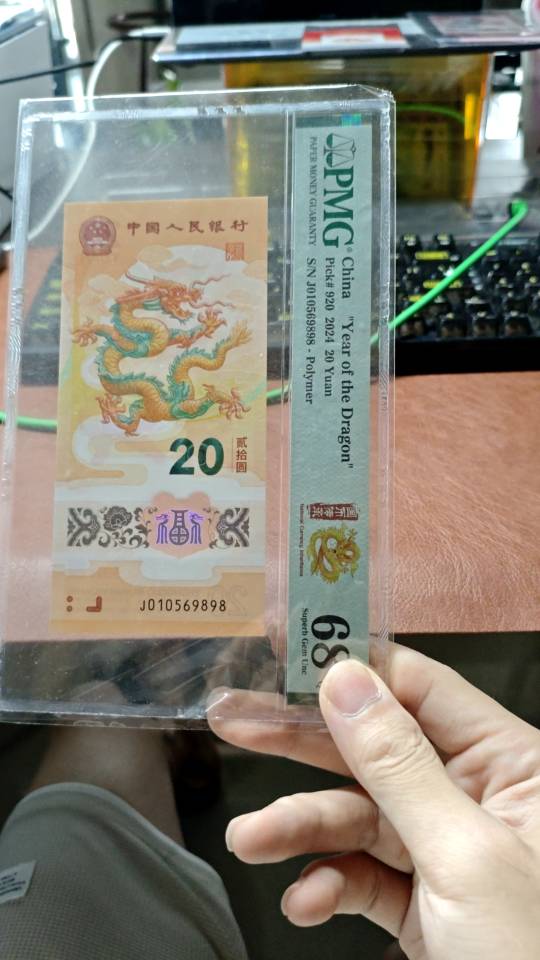 中国人民银行
20
贰拾圆
福
J010569898
PMG
PAPER MONEY GUARANTY
China "Year of the Dragon"
Pick# 920 2024 20 Yuan
S/N J010569898 - Polymer
National Currency Inheritance
68
Superb Gem Unc